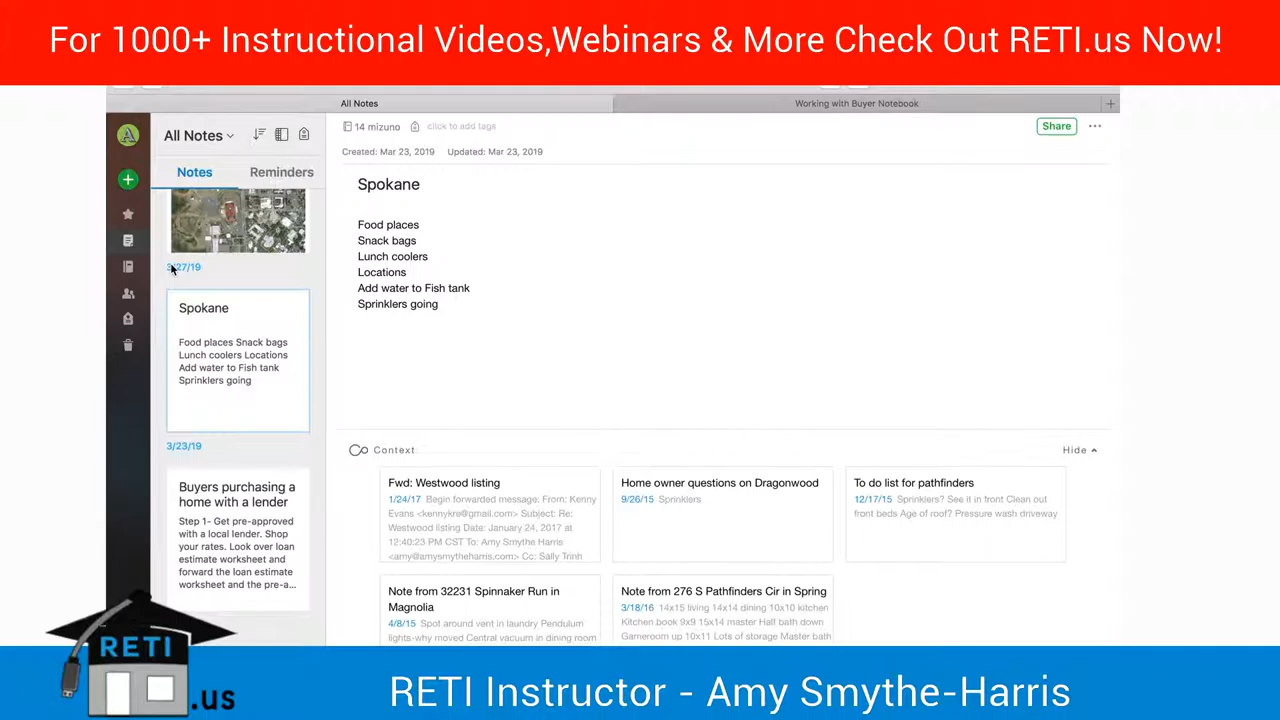 For 1000+ Instructional Videos,Webinars & More Check Out RETI.us Now!
All Notes
Working with Buyer Notebook
A
All Notes
14 mizuno
click to add tags
Share
Created: Mar 23, 2019
Updated: Mar 23, 2019
Notes
Reminders
3/27/19
Spokane
Food places Snack bags
Lunch coolers Locations
Add water to Fish tank
Sprinklers going
3/23/19
Buyers purchasing a
home with a lender
Step 1- Get pre-approved
with a local lender. Shop
your rates. Look over loan
estimate worksheet and
forward the loan estimate
worksheet and the pre-a...
Spokane
Food places
Snack bags
Lunch coolers
Locations
Add water to Fish tank
Sprinklers going
Context
Hide
Fwd: Westwood listing
1/24/17 Begin forwarded message: From: Kenny
Evans <kennykre@gmail.com> Subject: Re:
Westwood listing Date: January 24, 2017 at
12:40:23 PM CST To: Amy Smythe Harris
<amy@amysmytheharris.com> Cc: Sally Trinh
Home owner questions on Dragonwood
9/26/15 Sprinklers
To do list for pathfinders
12/17/15 Sprinklers? See it in front Clean out
front beds Age of roof? Pressure wash driveway
Note from 32231 Spinnaker Run in
Magnolia
4/8/15 Spot around vent in laundry Pendulum
lights-why moved Central vacuum in dining room
Note from 276 S Pathfinders Cir in Spring
3/18/16 14x15 living 14x14 dining 10x10 kitchen
Kitchen.book 9x9 15x14 master Half bath down
Gameroom up 10x11 Lots of storage Master bath
RETI
.us
RETI Instructor - Amy Smythe-Harris